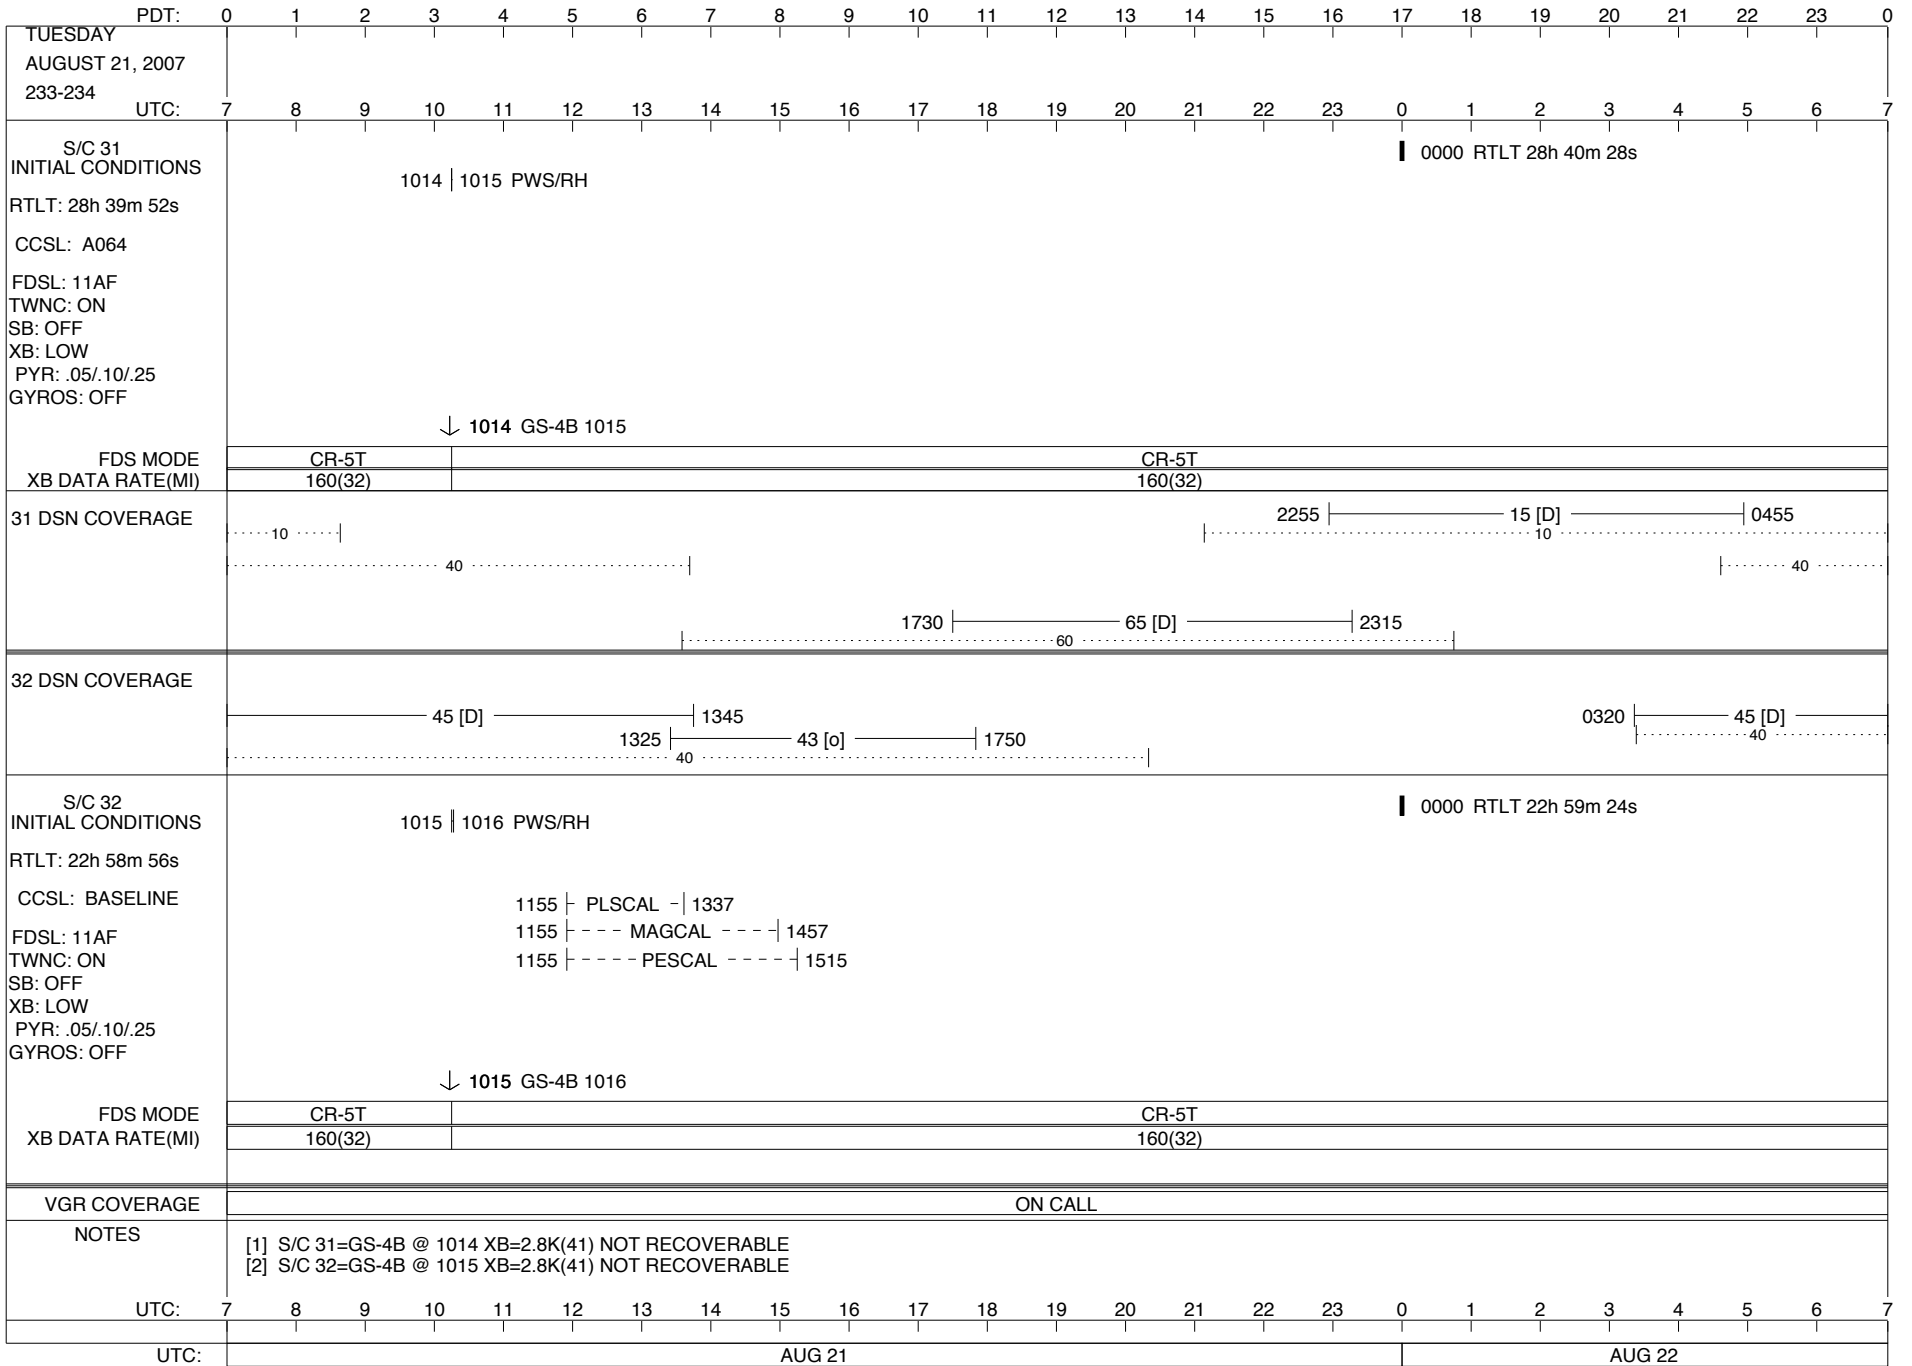 PDT: 0 1 2 3 4 5 6 7 8 9 10 11 12 13 14 15 16 17 18 19 20 21 22 23 0
TUESDAY
AUGUST 21, 2007
233-234
UTC: 7 8 9 10 11 12 13 14 15 16 17 18 19 20 21 22 23 0 1 2 3 4 5 6 7
S/C 31
INITIAL CONDITIONS
0000 RTLT 28h 40m 28s
1014 1015 PWS/RH
RTLT: 28h 39m 52s
CCSL: A064
FDSL: 11AF
TWNC: ON
SB: OFF
XB: LOW
PYR: .05/.10/.25
GYROS: OFF
1014 GS-4B 1015
FDS MODE CR-5T CR-5T
XB DATA RATE(MI) 160(32) 160(32)
31 DSN COVERAGE
2255 15 [D] 0455
10 10
40 40
1730 65 [D] 2315
60
32 DSN COVERAGE
45 [D] 1345 0320 45 [D]
1325 43 [o] 1750 40
40
S/C 32
INITIAL CONDITIONS
0000 RTLT 22h 59m 24s
1015 1016 PWS/RH
RTLT: 22h 58m 56s
CCSL: BASELINE
1155 PLSCAL 1337
1155 MAGCAL 1457
1155 PESCAL 1515
FDSL: 11AF
TWNC: ON
SB: OFF
XB: LOW
PYR: .05/.10/.25
GYROS: OFF
1015 GS-4B 1016
FDS MODE CR-5T CR-5T
XB DATA RATE(MI) 160(32) 160(32)
VGR COVERAGE ON CALL
NOTES
[1] S/C 31=GS-4B @ 1014 XB=2.8K(41) NOT RECOVERABLE
[2] S/C 32=GS-4B @ 1015 XB=2.8K(41) NOT RECOVERABLE
UTC: 7 8 9 10 11 12 13 14 15 16 17 18 19 20 21 22 23 0 1 2 3 4 5 6 7
UTC: AUG 21 AUG 22